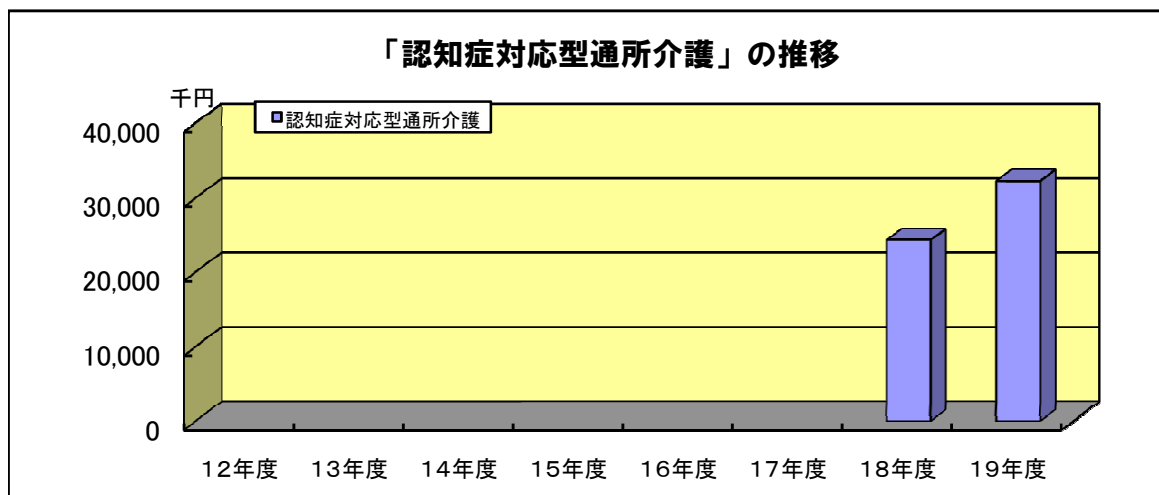 「認知症対応型通所介護」の推移
千円
認知症対応型通所介護
40,000
30,000
20,000
10,000
0
12年度 13年度 14年度 15年度 16年度 17年度 18年度 19年度